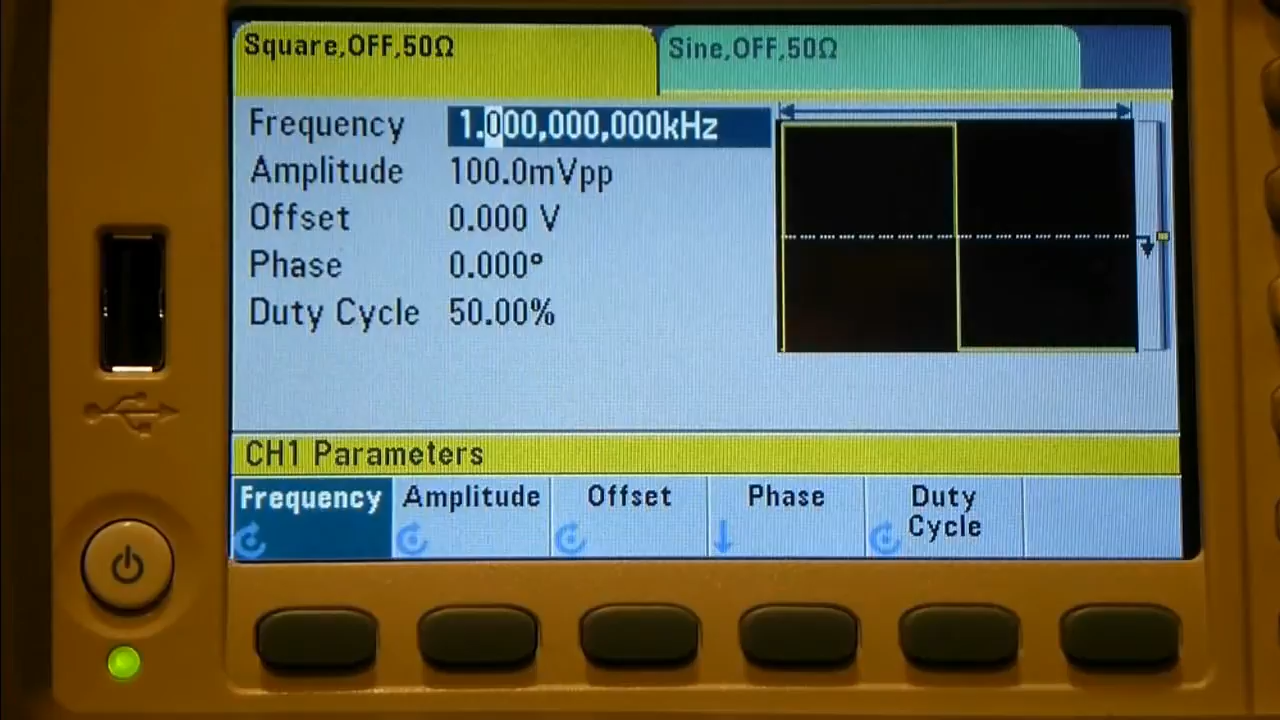 Square,OFF,50Ω
Sine,OFF,50Ω
Frequency 1.000,000,000kHz
Amplitude 100.0mVpp
Offset 0.000 V
Phase 0.000°
Duty Cycle 50.00%
CH1 Parameters
Frequency
Amplitude
Offset
Phase
Duty
Cycle